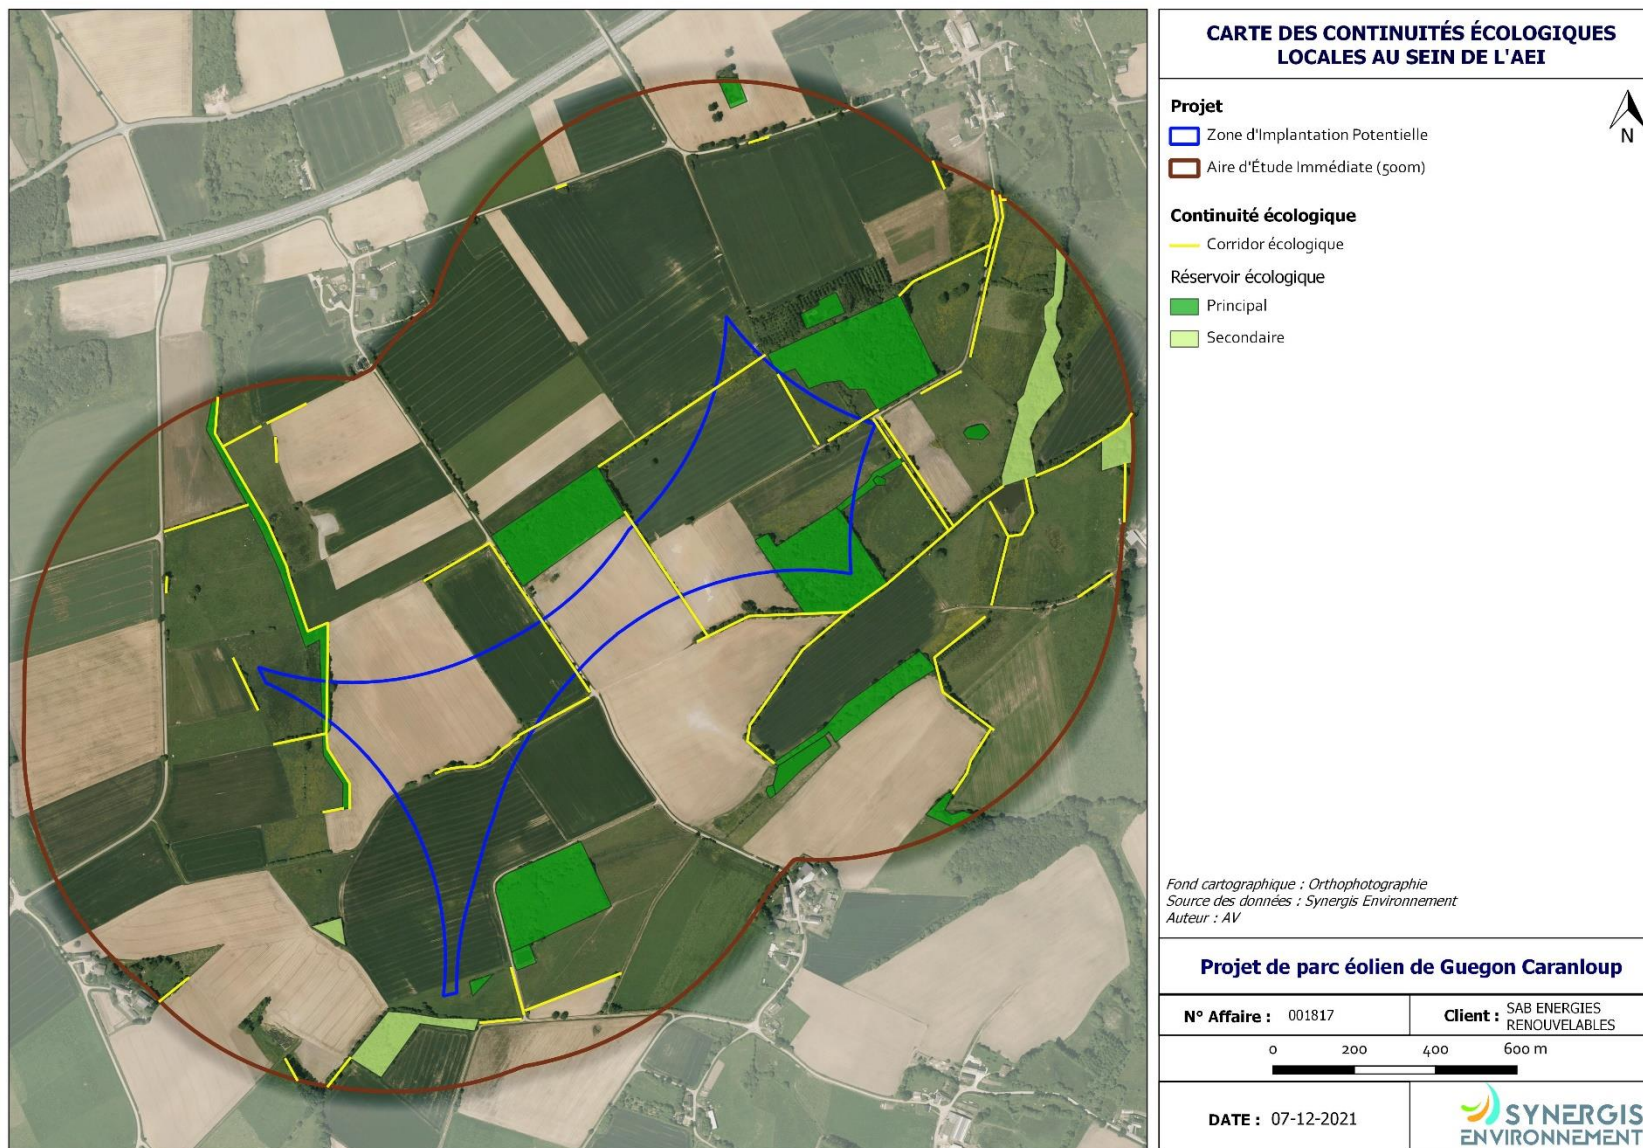 CARTE DES CONTINUITÉS ÉCOLOGIQUES
LOCALES AU SEIN DE L'AEI
Projet
Zone d'Implantation Potentielle
Aire d'Étude Immédiate (500m)
N
Continuité écologique
Corridor écologique
Réservoir écologique
Principal
Secondaire
Fond cartographique : Orthophotographie
Source des données : Synergis Environnement
Auteur : AV
Projet de parc éolien de Guegon Caranloup
N° Affaire : 001817
Client : SAB ENERGIES
RENOUVELABLES
0 200 400 600 m
DATE : 07-12-2021
SYNERGIS
ENVIRONNEMENT